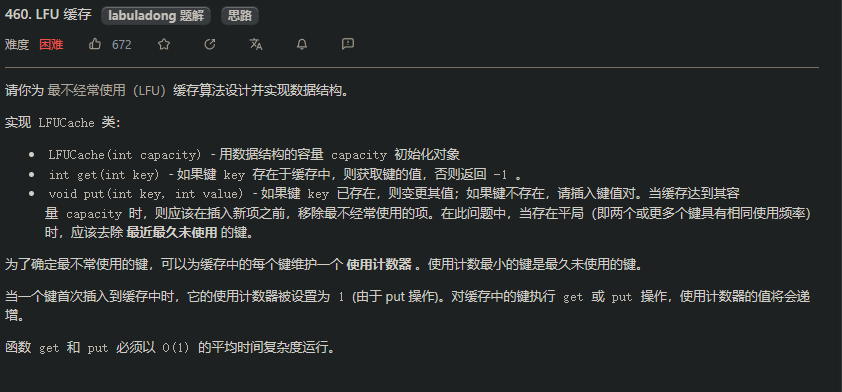 460. LFU 缓存 labuladong 题解 思路
难度 困难 672
请你为 最不经常使用（LFU）缓存算法设计并实现数据结构。
实现 LFUCache 类：
• LFUCache(int capacity) - 用数据结构的容量 capacity 初始化对象
• int get(int key) - 如果键 key 存在于缓存中，则获取键的值，否则返回 -1 。
• void put(int key, int value) - 如果键 key 已存在，则变更其值；如果键不存在，请插入键值对。当缓存达到其容
量 capacity 时，则应该在插入新项之前，移除最不经常使用的项。在此问题中，当存在平局（即两个或更多个键具有相同使用频率）
时，应该去除 最近最久未使用 的键。
为了确定最不常使用的键，可以为缓存中的每个键维护一个 使用计数器 。使用计数最小的键是最久未使用的键。
当一个键首次插入到缓存中时，它的使用计数器被设置为 1 (由于 put 操作)。对缓存中的键执行 get 或 put 操作，使用计数器的值将会递
增。
函数 get 和 put 必须以 O(1) 的平均时间复杂度运行。